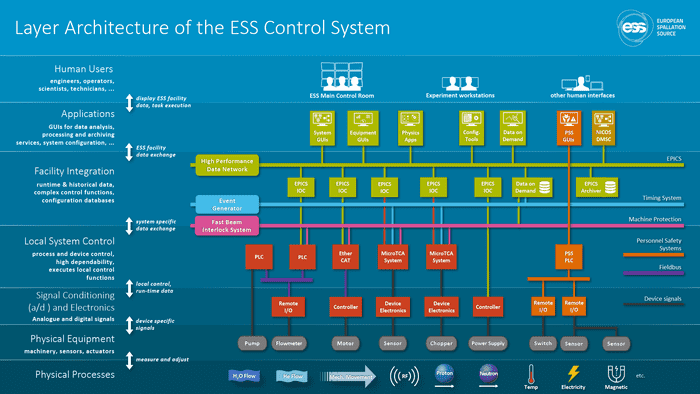 Layer Architecture of the ESS Control System
ess
EUROPEAN
SPALLATION
SOURCE
Human Users
engineers, operators,
scientists, technicians, ...
ESS Main Control Room
Experiment workstations
other human interfaces
display ESS facility
data, task execution
Applications
GUIs for data analysis,
processing and archiving
services, system configuration, ...
System
GUIs
Equipment
GUIs
Physics
Apps
Config.
Tools
Data on
Demand
PSS
GUIs
NICOS
DMSC
ESS facility
data exchange
High Performance
Data Network
EPICS
Facility Integration
runtime & historical data,
complex control functions,
configuration databases
EPICS
IOC
EPICS
IOC
EPICS
IOC
EPICS
IOC
EPICS
IOC
Data on
Demand
EPICS
Archiver
Event
Generator
Timing System
system specific
data exchange
Fast Beam
Interlock System
Machine Protection
Local System Control
process and device control,
high dependability,
executes local control
functions
PLC
PLC
Ether
CAT
MicroTCA
System
MicroTCA
System
PSS
PLC
Personnel Safety
Systems
Fieldbus
local control,
run-time data
Signal Conditioning
(a/d ) and Electronics
Analogue and digital signals
Remote
I/O
Controller
Device
Electronics
Device
Electronics
Controller
Remote
I/O
Remote
I/O
Device signals
device specific
signals
Physical Equipment
machinery, sensors, actuators
Pump
Flowmeter
Motor
Sensor
Chopper
Power Supply
Switch
Sensor
Sensor
measure and adjust
Physical Processes
H₂O Flow
He Flow
Mech. Movement
((RF))
Proton
Neutron
Temp
Electricity
Magnetic
etc.